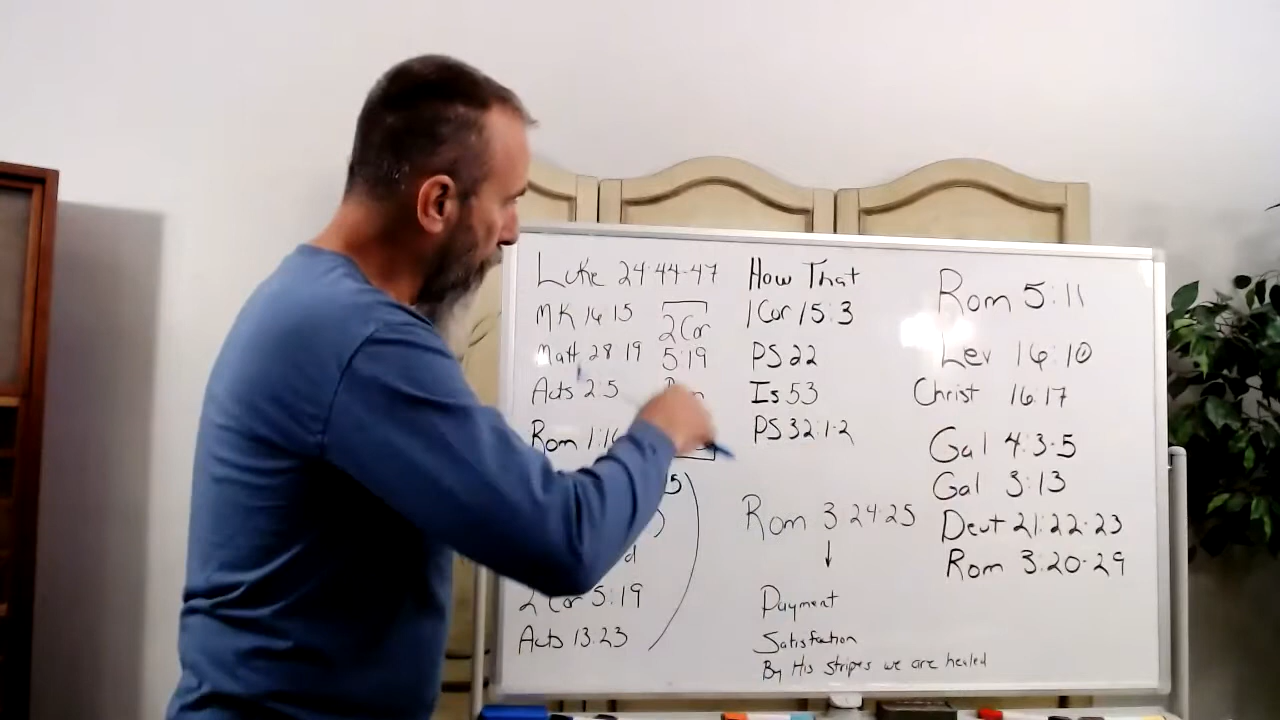 Luke 24:44-47
MK 16 15
2 Cor
5:19
Matt 28 19
Acts 2 5
Rom 1:16
2 Cor 5:19
Acts 13:23
How That
1 Cor 15:3
PS 22
Is 53
PS 32:1-2
Rom 3 24-25
↓
Payment
Satisfaction
By His stripes we are healed
Rom 5:11
Lev 16:10
Christ 16:17
Gal 4:3-5
Gal 3:13
Deut 21:22-23
Rom 3:20-29